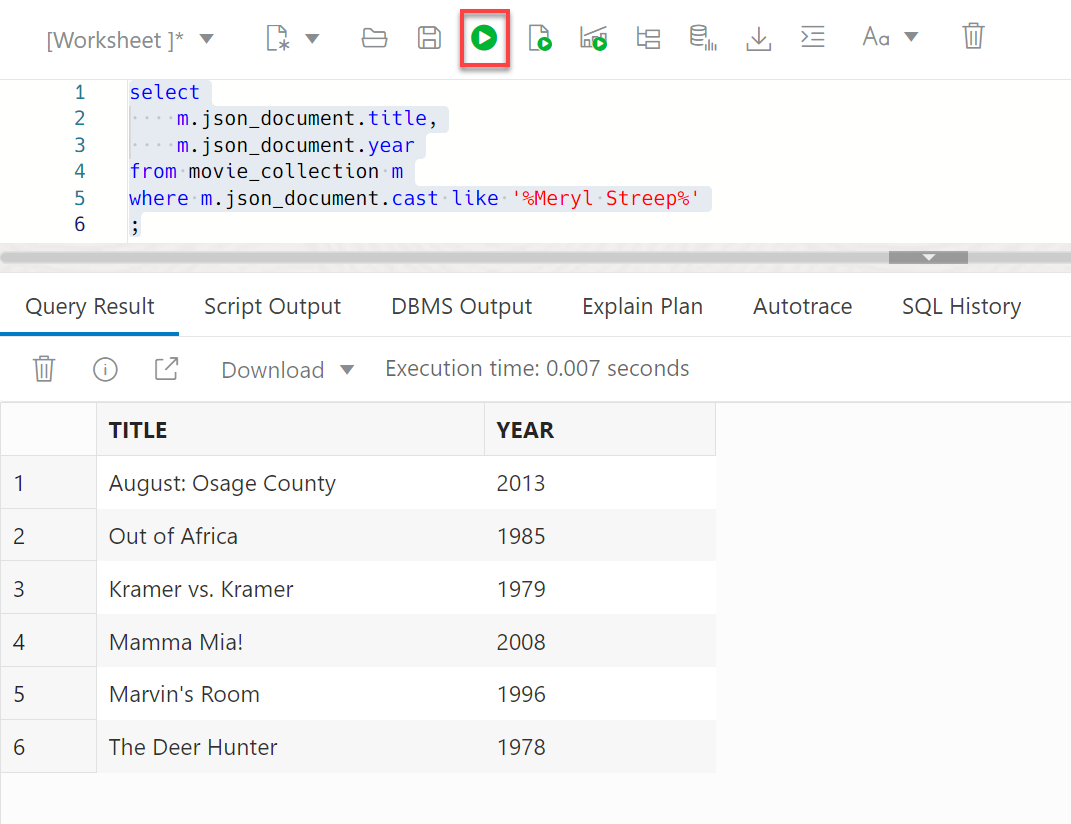 [Worksheet ]*
Aa
1 select
2 m.json_document.title,
3 m.json_document.year
4 from movie_collection m
5 where m.json_document.cast like '%Meryl Streep%'
6 ;
Query Result Script Output DBMS Output Explain Plan Autotrace SQL History
Download Execution time: 0.007 seconds
TITLE YEAR
1 August: Osage County 2013
2 Out of Africa 1985
3 Kramer vs. Kramer 1979
4 Mamma Mia! 2008
5 Marvin's Room 1996
6 The Deer Hunter 1978